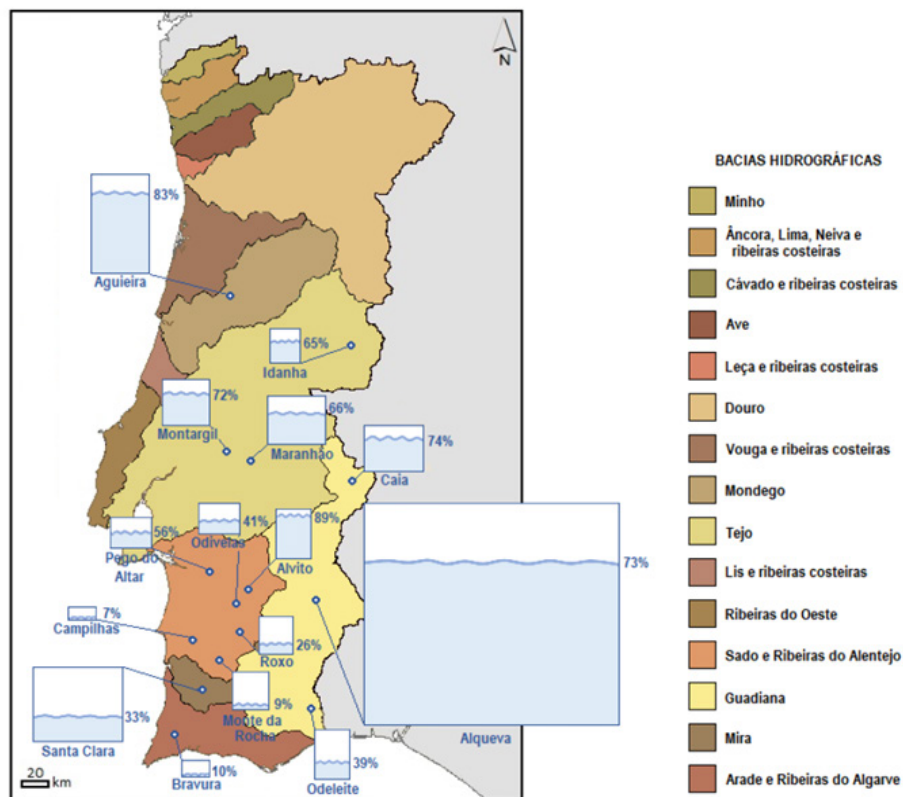 N
83%
Aguieira
65%
Idanha
72%
Montargil
66%
Maranhão
74%
Caia
56%
Pego do
Altar
41%
Odivelas
89%
Alvito
73%
Alqueva
7%
Campilhas
26%
Roxo
33%
Santa Clara
9%
Monte da
Rocha
10%
Bravura
39%
Odeleite
20
km
BACIAS HIDROGRÁFICAS
Minho
Âncora, Lima, Neiva e
ribeiras costeiras
Cávado e ribeiras costeiras
Ave
Leça e ribeiras costeiras
Douro
Vouga e ribeiras costeiras
Mondego
Tejo
Lis e ribeiras costeiras
Ribeiras do Oeste
Sado e Ribeiras do Alentejo
Guadiana
Mira
Arade e Ribeiras do Algarve